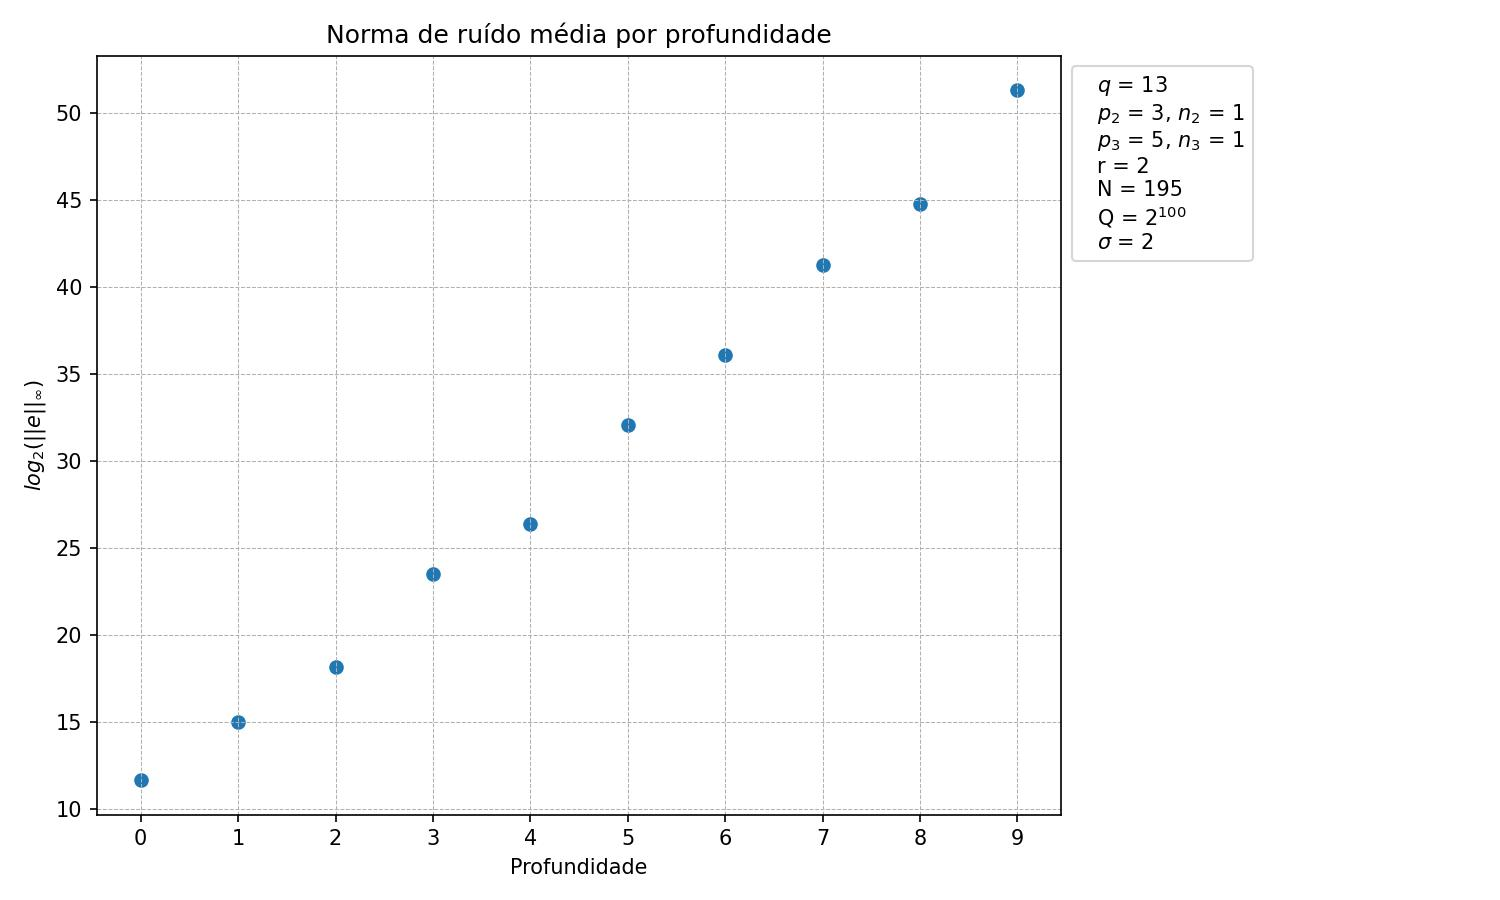 Norma de ruído média por profundidade
q = 13
p₂ = 3, n₂ = 1
p₃ = 5, n₃ = 1
r = 2
N = 195
Q = 2¹⁰⁰
σ = 2
log₂(||e||∞)
50
45
40
35
30
25
20
15
10
0 1 2 3 4 5 6 7 8 9
Profundidade